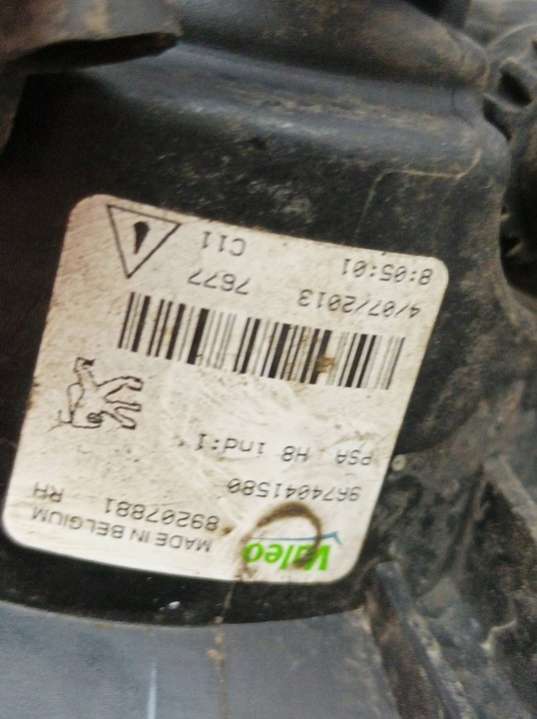 Valeo MADE IN BELGIUM
89207881
9674041580 RH
PSA H8 ind:1
4/07/2013 7677
8:05:01 C11